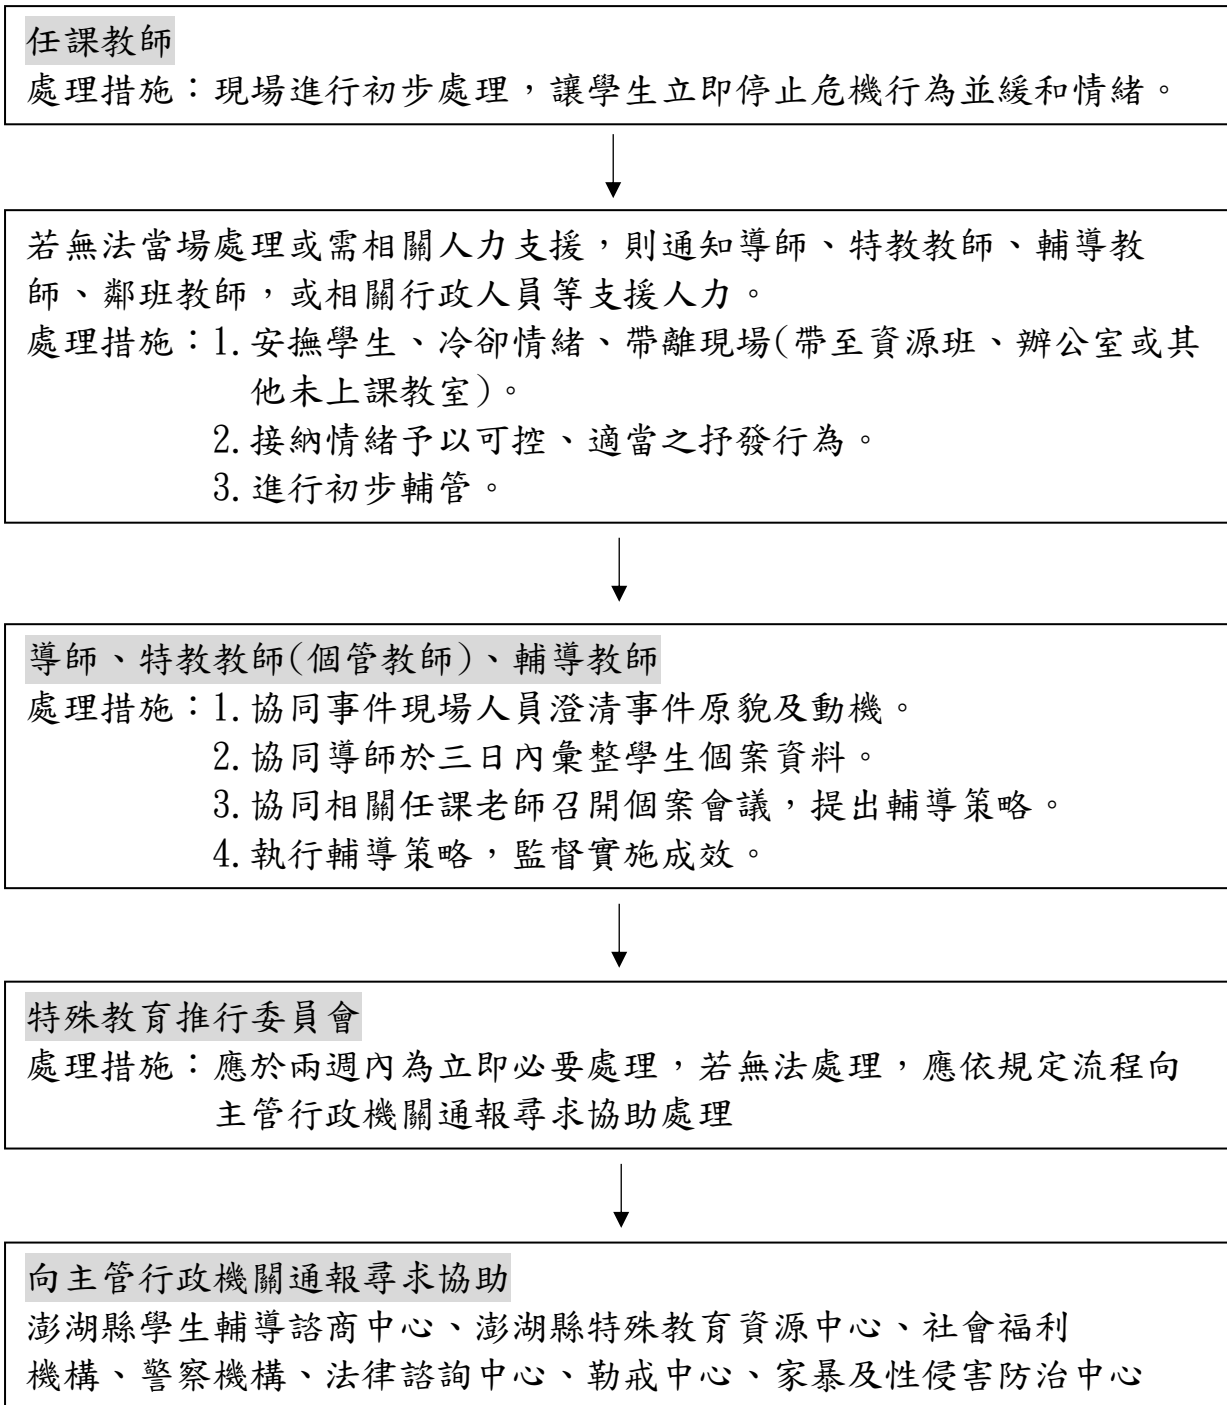 任課教師
處理措施：現場進行初步處理，讓學生立即停止危機行為並緩和情緒。
若無法當場處理或需相關人力支援，則通知導師、特教教師、輔導教
師、鄰班教師，或相關行政人員等支援人力。
處理措施：1.安撫學生、冷卻情緒、帶離現場(帶至資源班、辦公室或其
他未上課教室)。
2.接納情緒予以可控、適當之抒發行為。
3.進行初步輔管。
導師、特教教師(個管教師)、輔導教師
處理措施：1.協同事件現場人員澄清事件原貌及動機。
2.協同導師於三日內彙整學生個案資料。
3.協同相關任課老師召開個案會議，提出輔導策略。
4.執行輔導策略，監督實施成效。
特殊教育推行委員會
處理措施：應於兩週內為立即必要處理，若無法處理，應依規定流程向
主管行政機關通報尋求協助處理
向主管行政機關通報尋求協助
澎湖縣學生輔導諮商中心、澎湖縣特殊教育資源中心、社會福利
機構、警察機構、法律諮詢中心、勒戒中心、家暴及性侵害防治中心